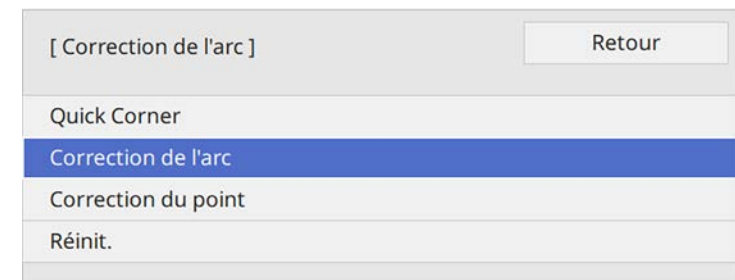 [ Correction de l'arc ]
Retour
Quick Corner
Correction de l'arc
Correction du point
Réinit.